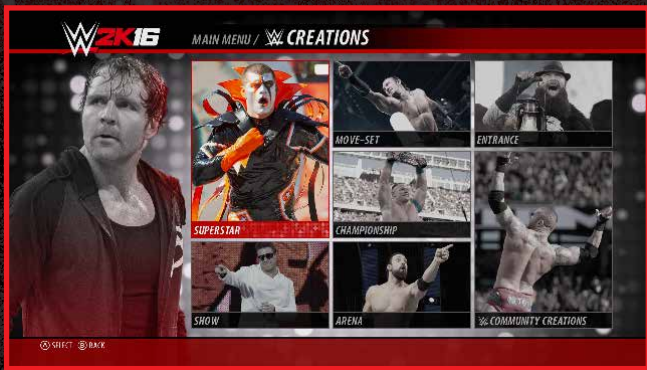 W 2K16
MAIN MENU / W CREATIONS
SUPERSTAR
MOVE-SET
ENTRANCE
CHAMPIONSHIP
SHOW
ARENA
W COMMUNITY CREATIONS
A SELECT B BACK